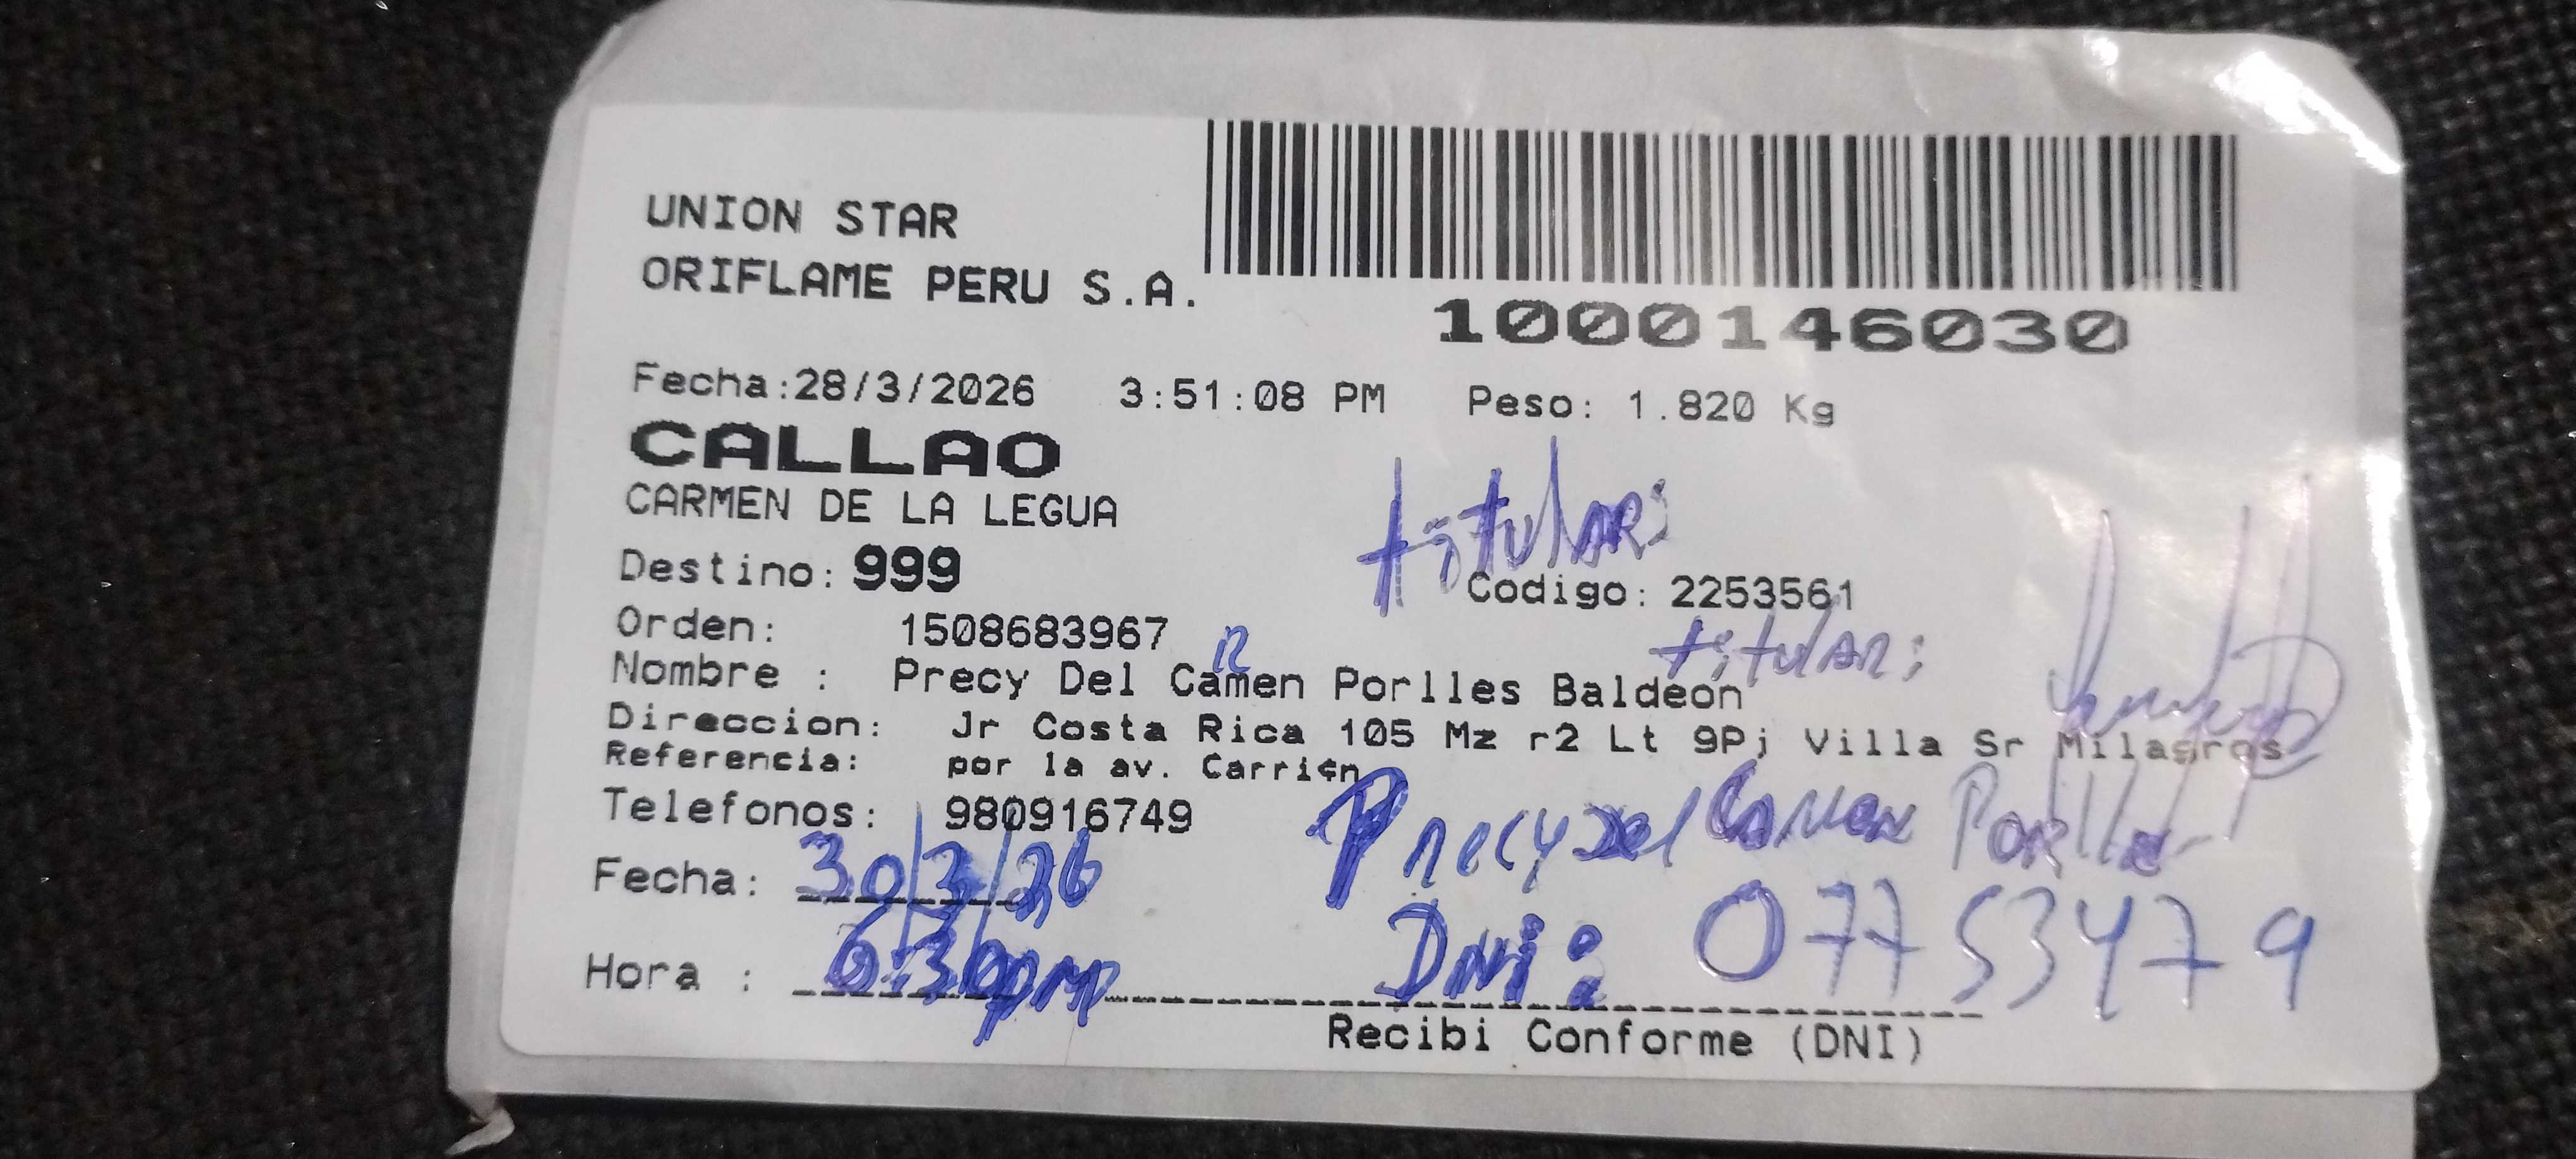 UNION STAR
ORIFLAME PERU S.A.
1000146030
Fecha:28/3/2026 3:51:08 PM Peso: 1.820 Kg
CALLAO
CARMEN DE LA LEGUA
titulAR:
Destino: 999 Codigo: 2253561
Orden: 1508683967
titulAR:
R
Nombre : Precy Del Camen Porlles Baldeon
Direccion: Jr Costa Rica 105 Mz r2 Lt 9Pj Villa Sr Milagros
Referencia: por la av. Carri¢n
Telefonos: 980916749
Precy Del Carmen Porlles
Fecha: 30/3/26
DNi: 07753479
Hora : 6:30pm
Recibi Conforme (DNI)